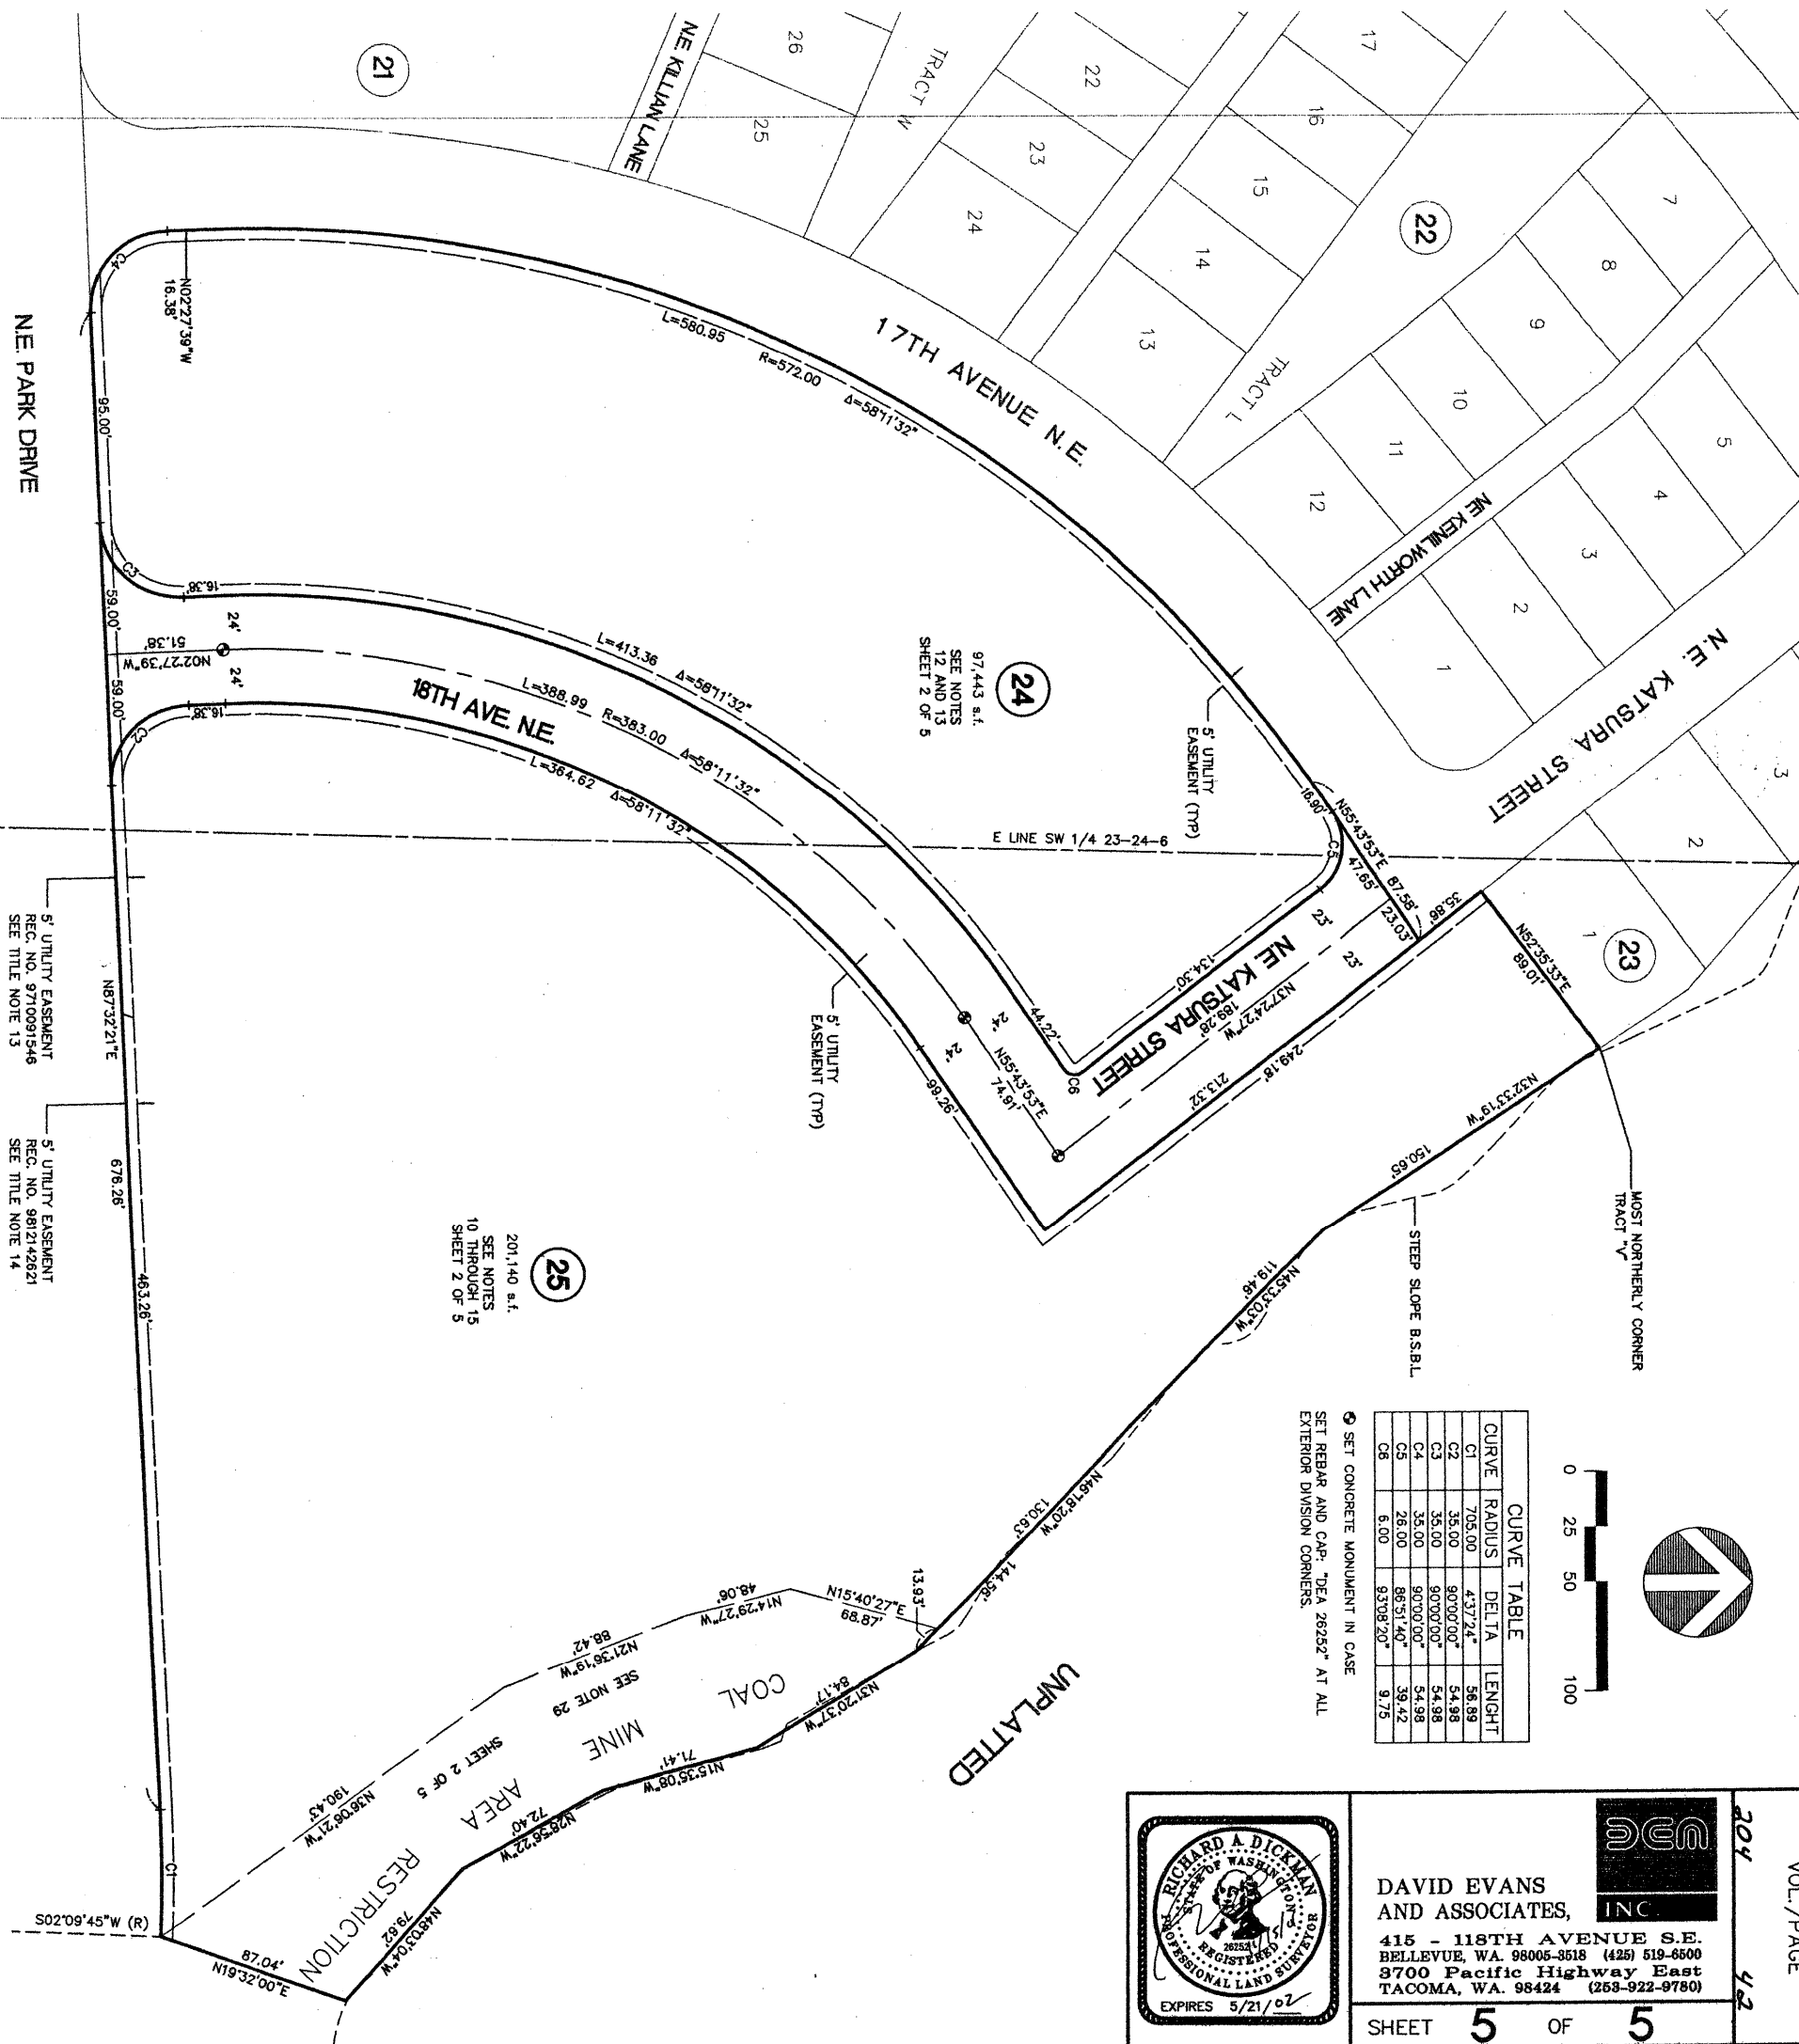 21
26
25
NE. KILLIAN LANE
TRACT W
22
23
24
17
16
15
14
13
22
7
8
9
10
11
12
TRACT L
5
4
3
2
1
NE KENILWORTH LANE
N.E. KATSURA STREET
3
2
1
23
17TH AVENUE N.E.
L=580.95
R=572.00
Δ=58°11'32"
N02°27'39"W
16.38'
C4
N.E. PARK DRIVE
95.00'
C3
16.38'
59.00'
24'
24'
51.38'
N02°27'39"W
59.00'
C2
16.38'
18TH AVE. N.E.
L=413.36
Δ=58°11'32"
L=388.99
R=383.00
Δ=58°11'32"
L=364.62
Δ=58°11'32"
24
97,443 s.f.
SEE NOTES
12 AND 13
SHEET 2 OF 5
5' UTILITY
EASEMENT (TYP)
E LINE SW 1/4 23-24-6
16.90'
C5
N55°43'53"E 87.58'
47.65'
23.03'
35.86'
N52°35'33"E
89.01'
23'
23'
134.30'
NE. KATSURA STREET
N37°24'27"W
189.28'
249.18'
213.32'
44.22'
C6
24'
24'
N55°43'53"E
74.91'
99.26'
5' UTILITY
EASEMENT (TYP)
N32°33'19"W
150.65'
MOST NORTHERLY CORNER
TRACT "V"
STEEP SLOPE B.S.B.L.
N45°33'03"W
119.46'
N46°18'20"W
130.63'
144.56'
13.93'
5' UTILITY EASEMENT
REC. NO. 9710091546
SEE TITLE NOTE 13
N87°32'21"E
676.26'
5' UTILITY EASEMENT
REC. NO. 9812142621
SEE TITLE NOTE 14
463.26'
25
201,140 s.f.
SEE NOTES
10 THROUGH 15
SHEET 2 OF 5
N15°40'27"E
68.87'
N14°29'27"W
48.06'
N21°36'19"W
88.42'
SEE NOTE 29
SHEET 2 OF 5
N36°06'21"W
190.43'
COAL
MINE
AREA
RESTRICTION
N31°20'37"W
84.17'
N15°35'08"W
71.41'
N28°56'22"W
72.40'
N48°03'04"W
79.62'
C1
S02°09'45"W (R)
87.04'
N19°32'00"E
UNPLATTED
0 25 50 100
CURVE TABLE
CURVE RADIUS DELTA LENGHT
C1 705.00 4°37'24" 56.89
C2 35.00 90°00'00" 54.98
C3 35.00 90°00'00" 54.98
C4 35.00 90°00'00" 54.98
C5 26.00 86°51'40" 39.42
C6 6.00 93°08'20" 9.75
SET CONCRETE MONUMENT IN CASE
SET REBAR AND CAP: "DEA 26252" AT ALL
EXTERIOR DIVISION CORNERS.
VOL./PAGE
204 42
INC.
DAVID EVANS
AND ASSOCIATES,
415 - 118TH AVENUE S.E.
BELLEVUE, WA. 98005-3518 (425) 519-6500
3700 Pacific Highway East
TACOMA, WA. 98424 (253-922-9780)
SHEET 5 OF 5
RICHARD A. DICKMAN
STATE OF WASHINGTON
26252
REGISTERED
PROFESSIONAL LAND SURVEYOR
EXPIRES 5/21/02